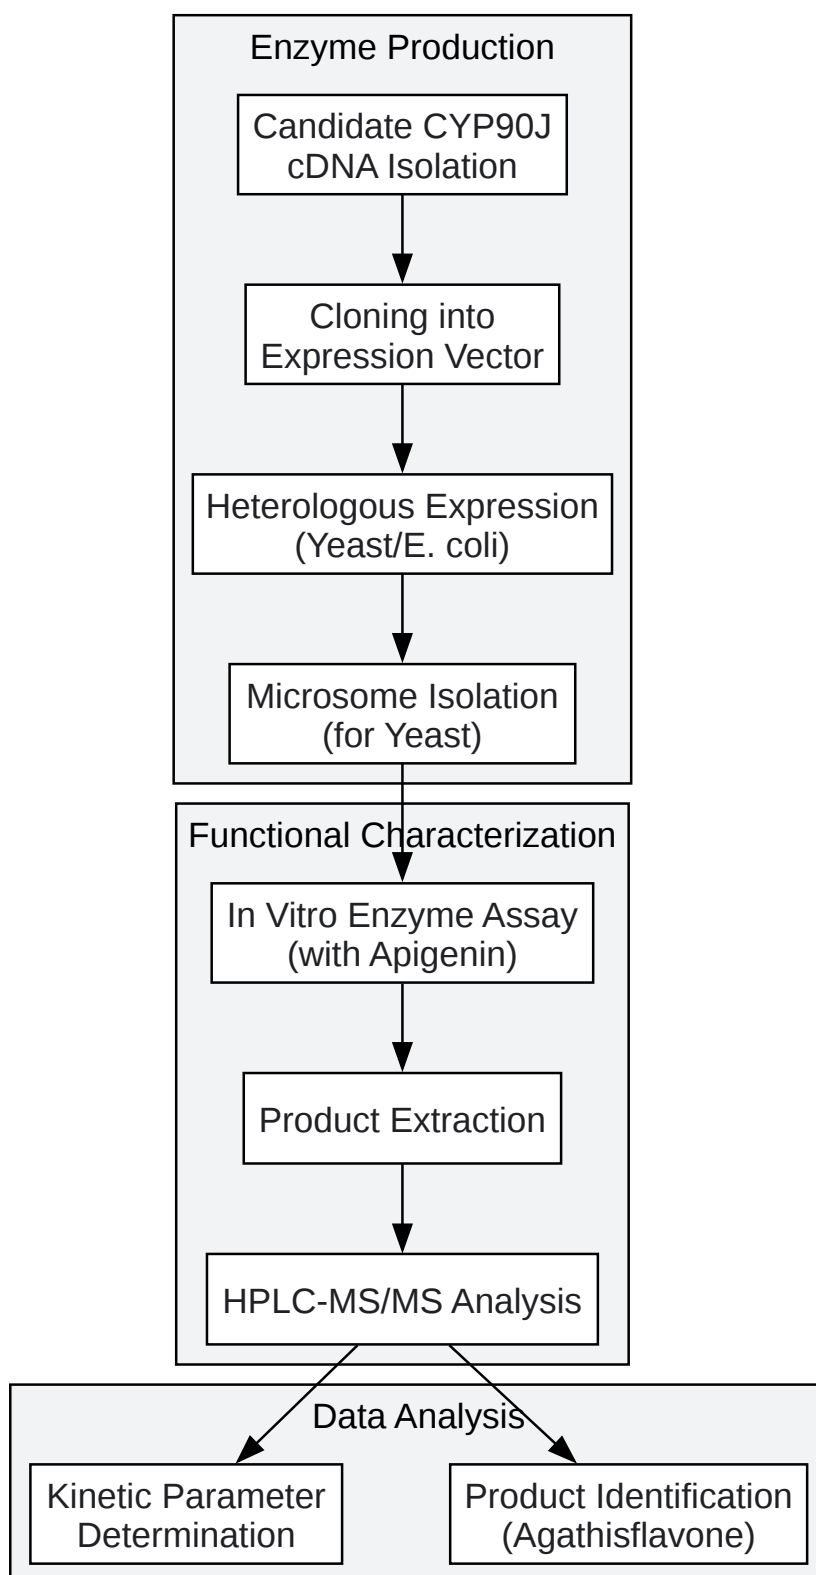 Enzyme Production
Candidate CYP90J
cDNA Isolation
Cloning into
Expression Vector
Heterologous Expression
(Yeast/E. coli)
Microsome Isolation
(for Yeast)
Functional Characterization
In Vitro Enzyme Assay
(with Apigenin)
Product Extraction
HPLC-MS/MS Analysis
Data Analysis
Kinetic Parameter
Determination
Product Identification
(Agathisflavone)